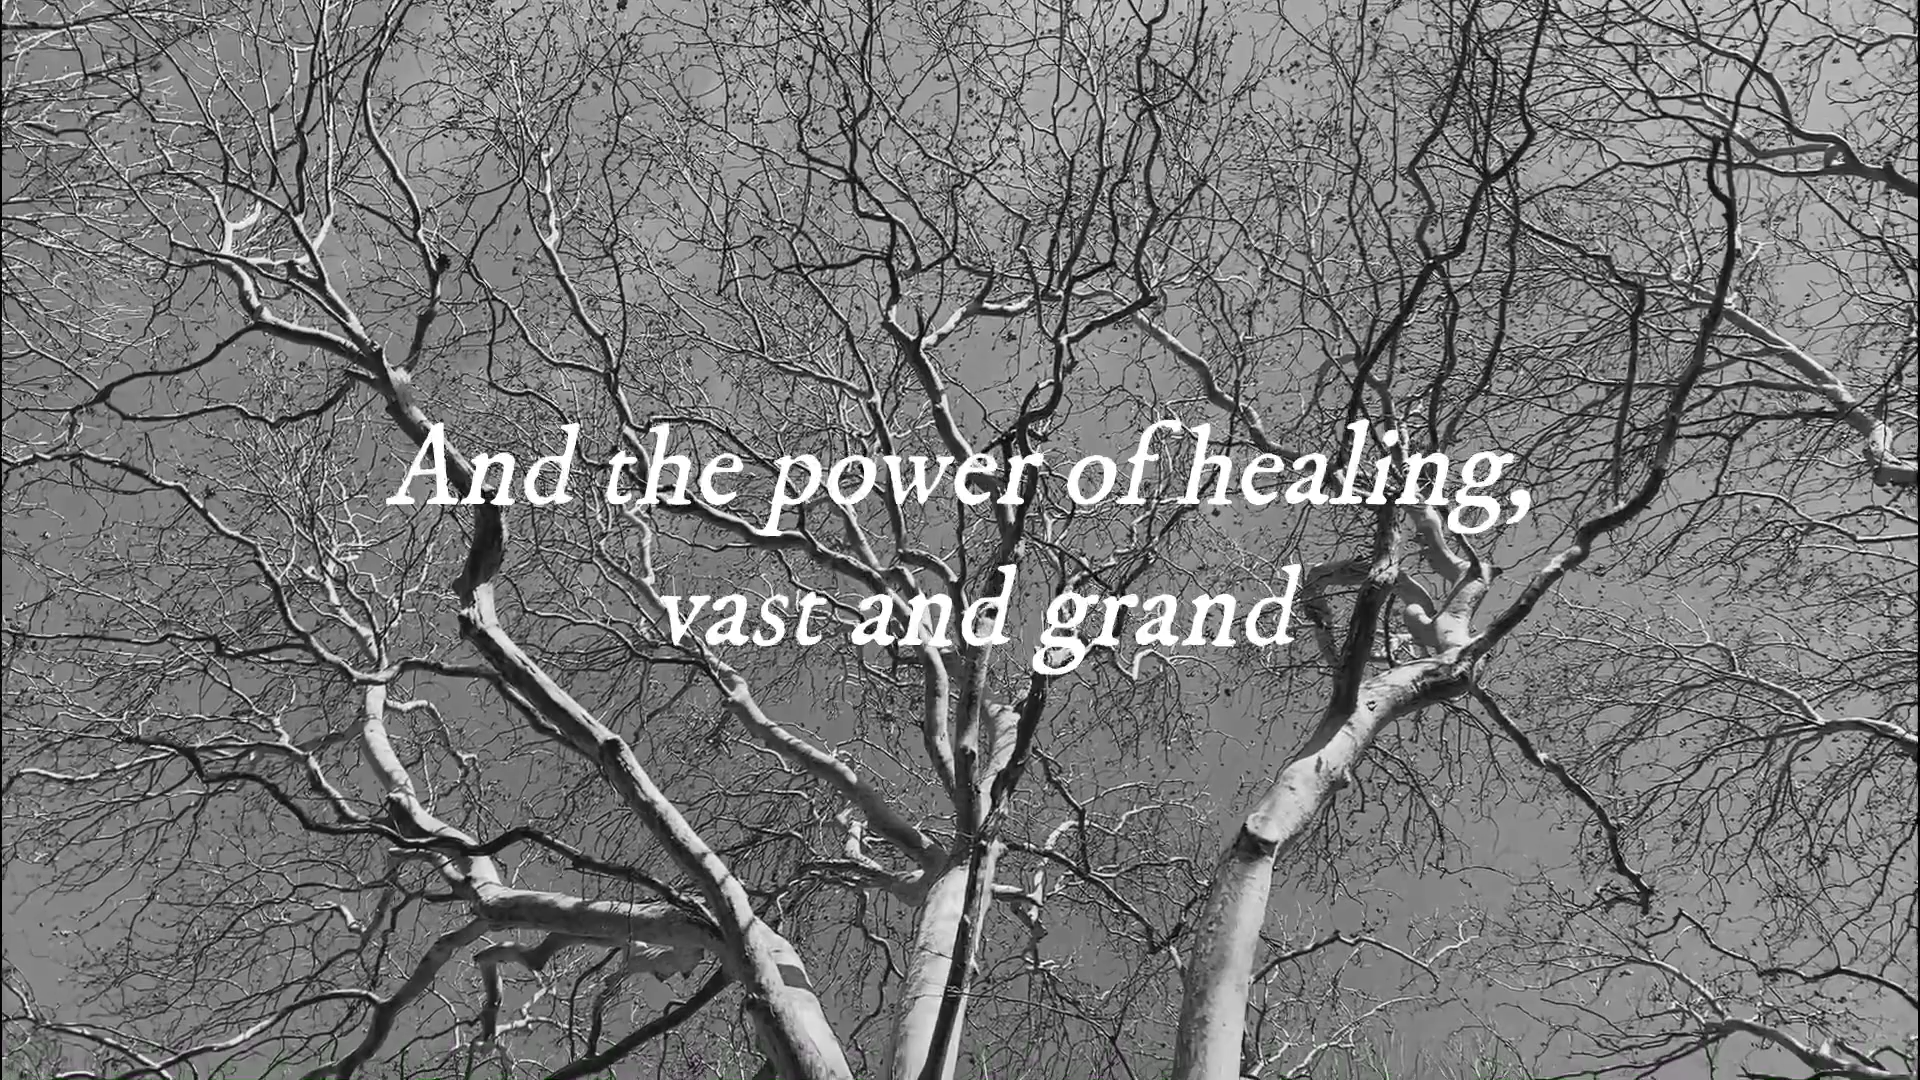 And the power of healing,
vast and grand